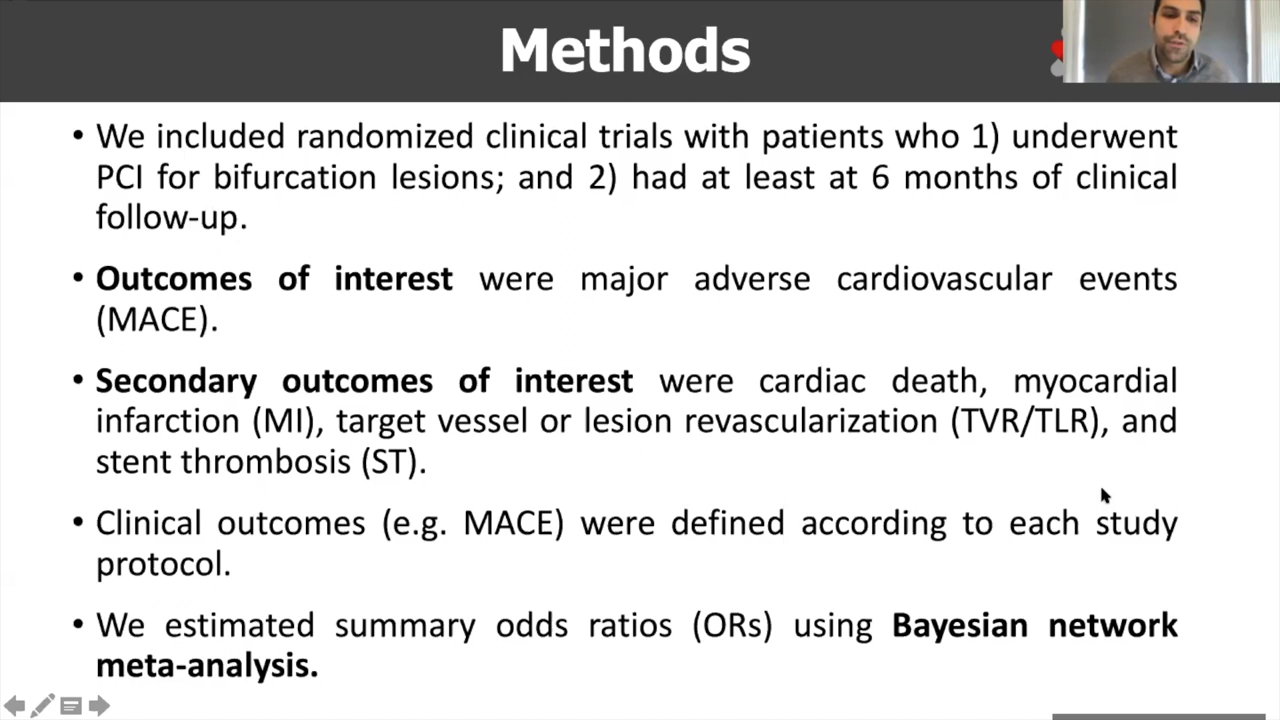 Methods
• We included randomized clinical trials with patients who 1) underwent
PCI for bifurcation lesions; and 2) had at least at 6 months of clinical
follow-up.
• Outcomes of interest were major adverse cardiovascular events
(MACE).
• Secondary outcomes of interest were cardiac death, myocardial
infarction (MI), target vessel or lesion revascularization (TVR/TLR), and
stent thrombosis (ST).
• Clinical outcomes (e.g. MACE) were defined according to each study
protocol.
• We estimated summary odds ratios (ORs) using Bayesian network
meta-analysis.